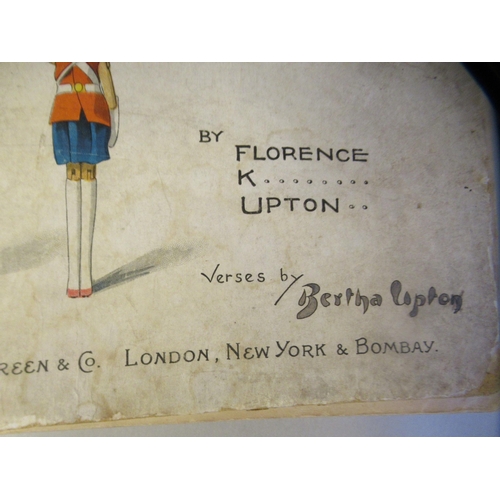 BY FLORENCE
K.........
UPTON..
Verses by Bertha Upton
REEN & Co. LONDON, NEW YORK & BOMBAY.